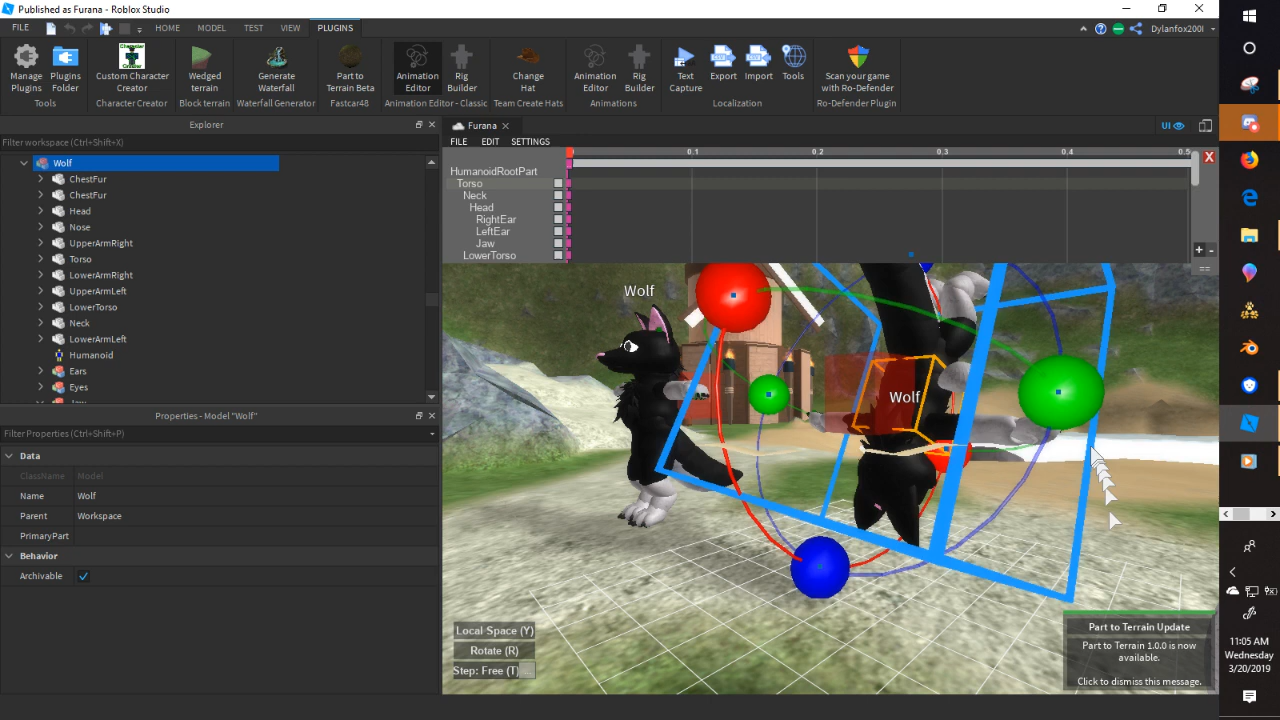 Published as Furana - Roblox Studio
FILE HOME MODEL TEST VIEW PLUGINS
Dylanfox200l
Manage Plugins
Plugins Folder
Tools
Custom Character Creator
Character Creator
Wedged terrain
Block terrain
Generate Waterfall
Waterfall Generator
Part to Terrain Beta
Fastcar48
Animation Editor
Rig Builder
Animation Editor - Classic
Change Hat
Team Create Hats
Animation Editor
Rig Builder
Animations
Text Capture
Export
Import
Tools
Localization
Scan your game with Ro-Defender
Ro-Defender Plugin
Explorer
Filter workspace (Ctrl+Shift+X)
Wolf
ChestFur
ChestFur
Head
Nose
UpperArmRight
Torso
LowerArmRight
UpperArmLeft
LowerTorso
Neck
LowerArmLeft
Humanoid
Ears
Eyes
Properties - Model "Wolf"
Filter Properties (Ctrl+Shift+P)
Data
ClassName Model
Name Wolf
Parent Workspace
PrimaryPart
Behavior
Archivable
Furana
UI
FILE EDIT SETTINGS
0.1 0.2 0.3 0.4 0.5
X
HumanoidRootPart
Torso
Neck
Head
RightEar
LeftEar
Jaw
LowerTorso
+ -
Wolf
Wolf
Local Space (Y)
Rotate (R)
Step: Free (T)
Part to Terrain Update
Part to Terrain 1.0.0 is now
available.
Click to dismiss this message.
11:05 AM
Wednesday
3/20/2019